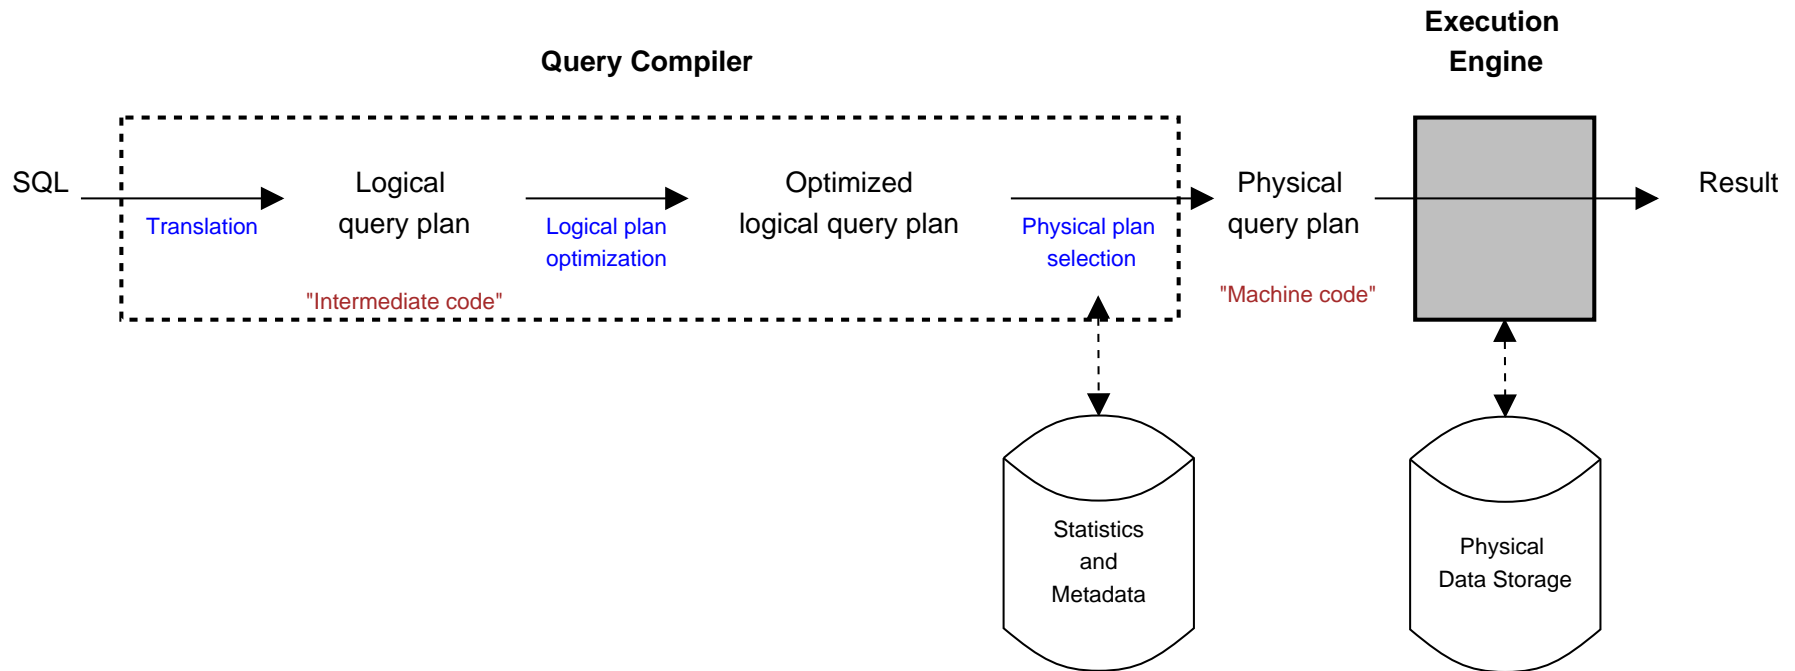 Execution
Engine
Query Compiler
SQL
Translation
Logical
query plan
"Intermediate code"
Logical plan
optimization
Optimized
logical query plan
Physical plan
selection
Physical
query plan
"Machine code"
Result
Statistics
and
Metadata
Physical
Data Storage